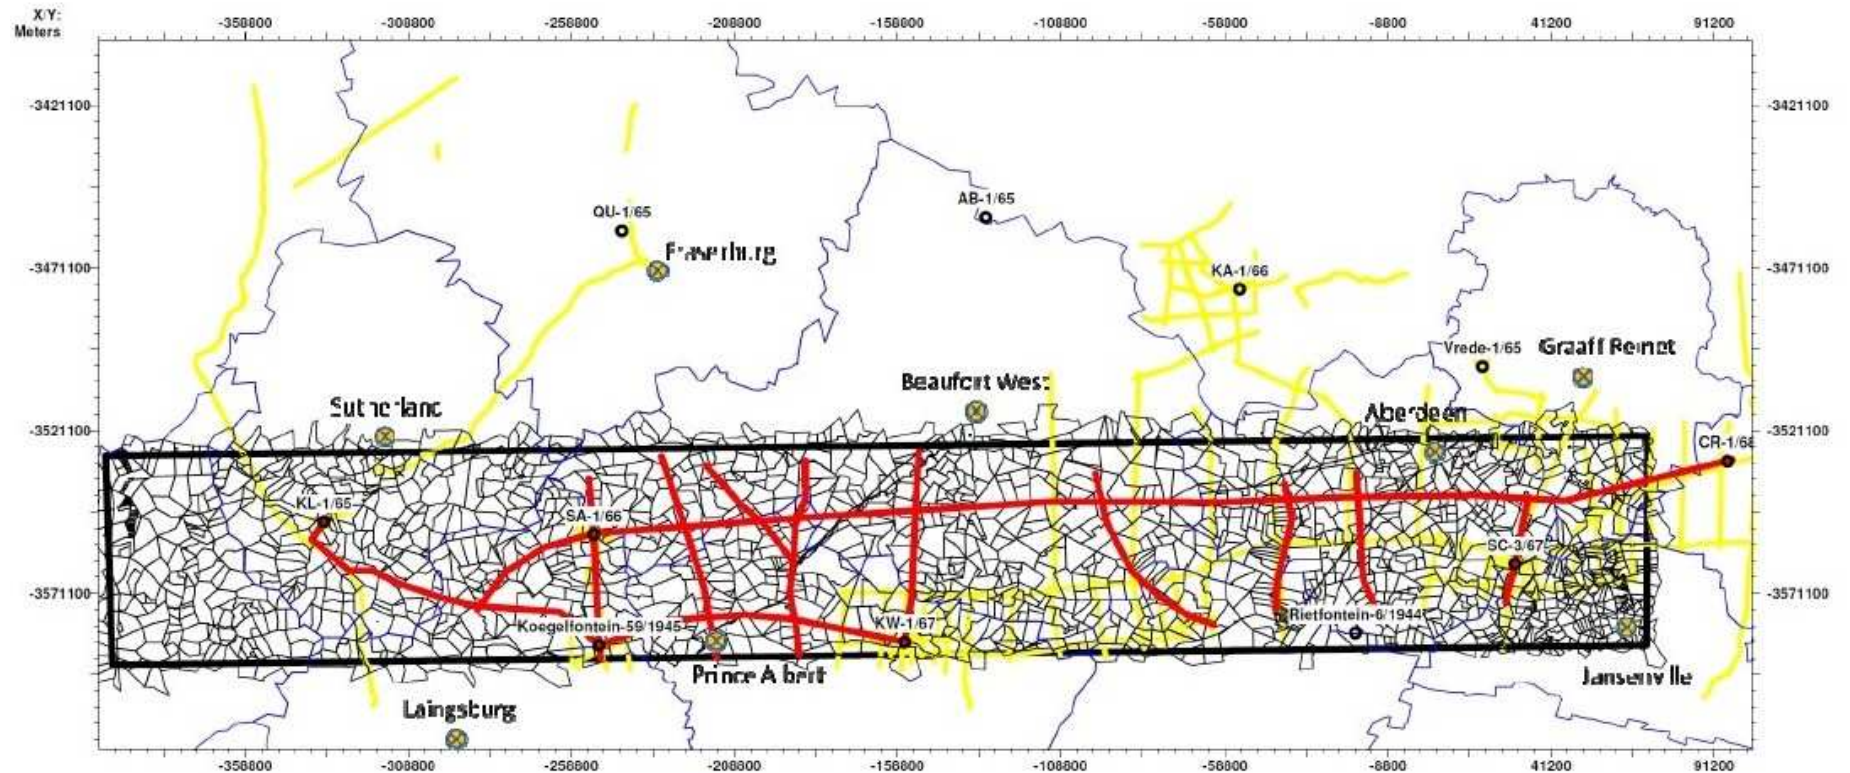 X/Y:
Meters
-358800 -308800 -258800 -208800 -158800 -108800 -58800 -8800 41200 91200
-3421100 -3421100
QU-1/65 AB-1/65
-3471100 KA-1/66 -3471100
Vrede-1/65 Graaff Reinet
Beaufort West
Sutherland Aberdeen
-3521100 -3521100
CR-1/68
KL-1/65
SA-1/66
SC-3/67
-3571100 -3571100
Koegelfontein-59/1945 KW-1/67 Rietfontein-6/1944
Prince Albert Jansenville
Laingsburg
-358800 -308800 -258800 -208800 -158800 -108800 -58800 -8800 41200 91200